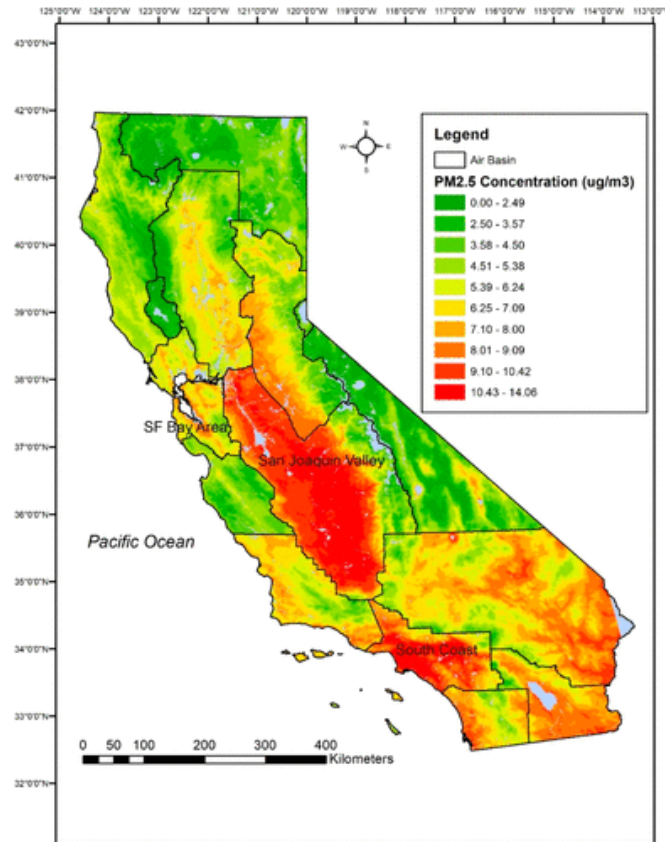 125°0'0"W 124°0'0"W 123°0'0"W 122°0'0"W 121°0'0"W 120°0'0"W 119°0'0"W 118°0'0"W 117°0'0"W 116°0'0"W 115°0'0"W 114°0'0"W 113°0'0"W
43°0'0"N
42°0'0"N
41°0'0"N
40°0'0"N
39°0'0"N
38°0'0"N
37°0'0"N
36°0'0"N
35°0'0"N
34°0'0"N
33°0'0"N
32°0'0"N
N
W E
S
Legend
Air Basin
PM2.5 Concentration (ug/m3)
0.00 - 2.49
2.50 - 3.57
3.58 - 4.50
4.51 - 5.38
5.39 - 6.24
6.25 - 7.09
7.10 - 8.00
8.01 - 9.09
9.10 - 10.42
10.43 - 14.06
SF Bay Area
San Joaquin Valley
Pacific Ocean
South Coast
0 50 100 200 300 400
Kilometers